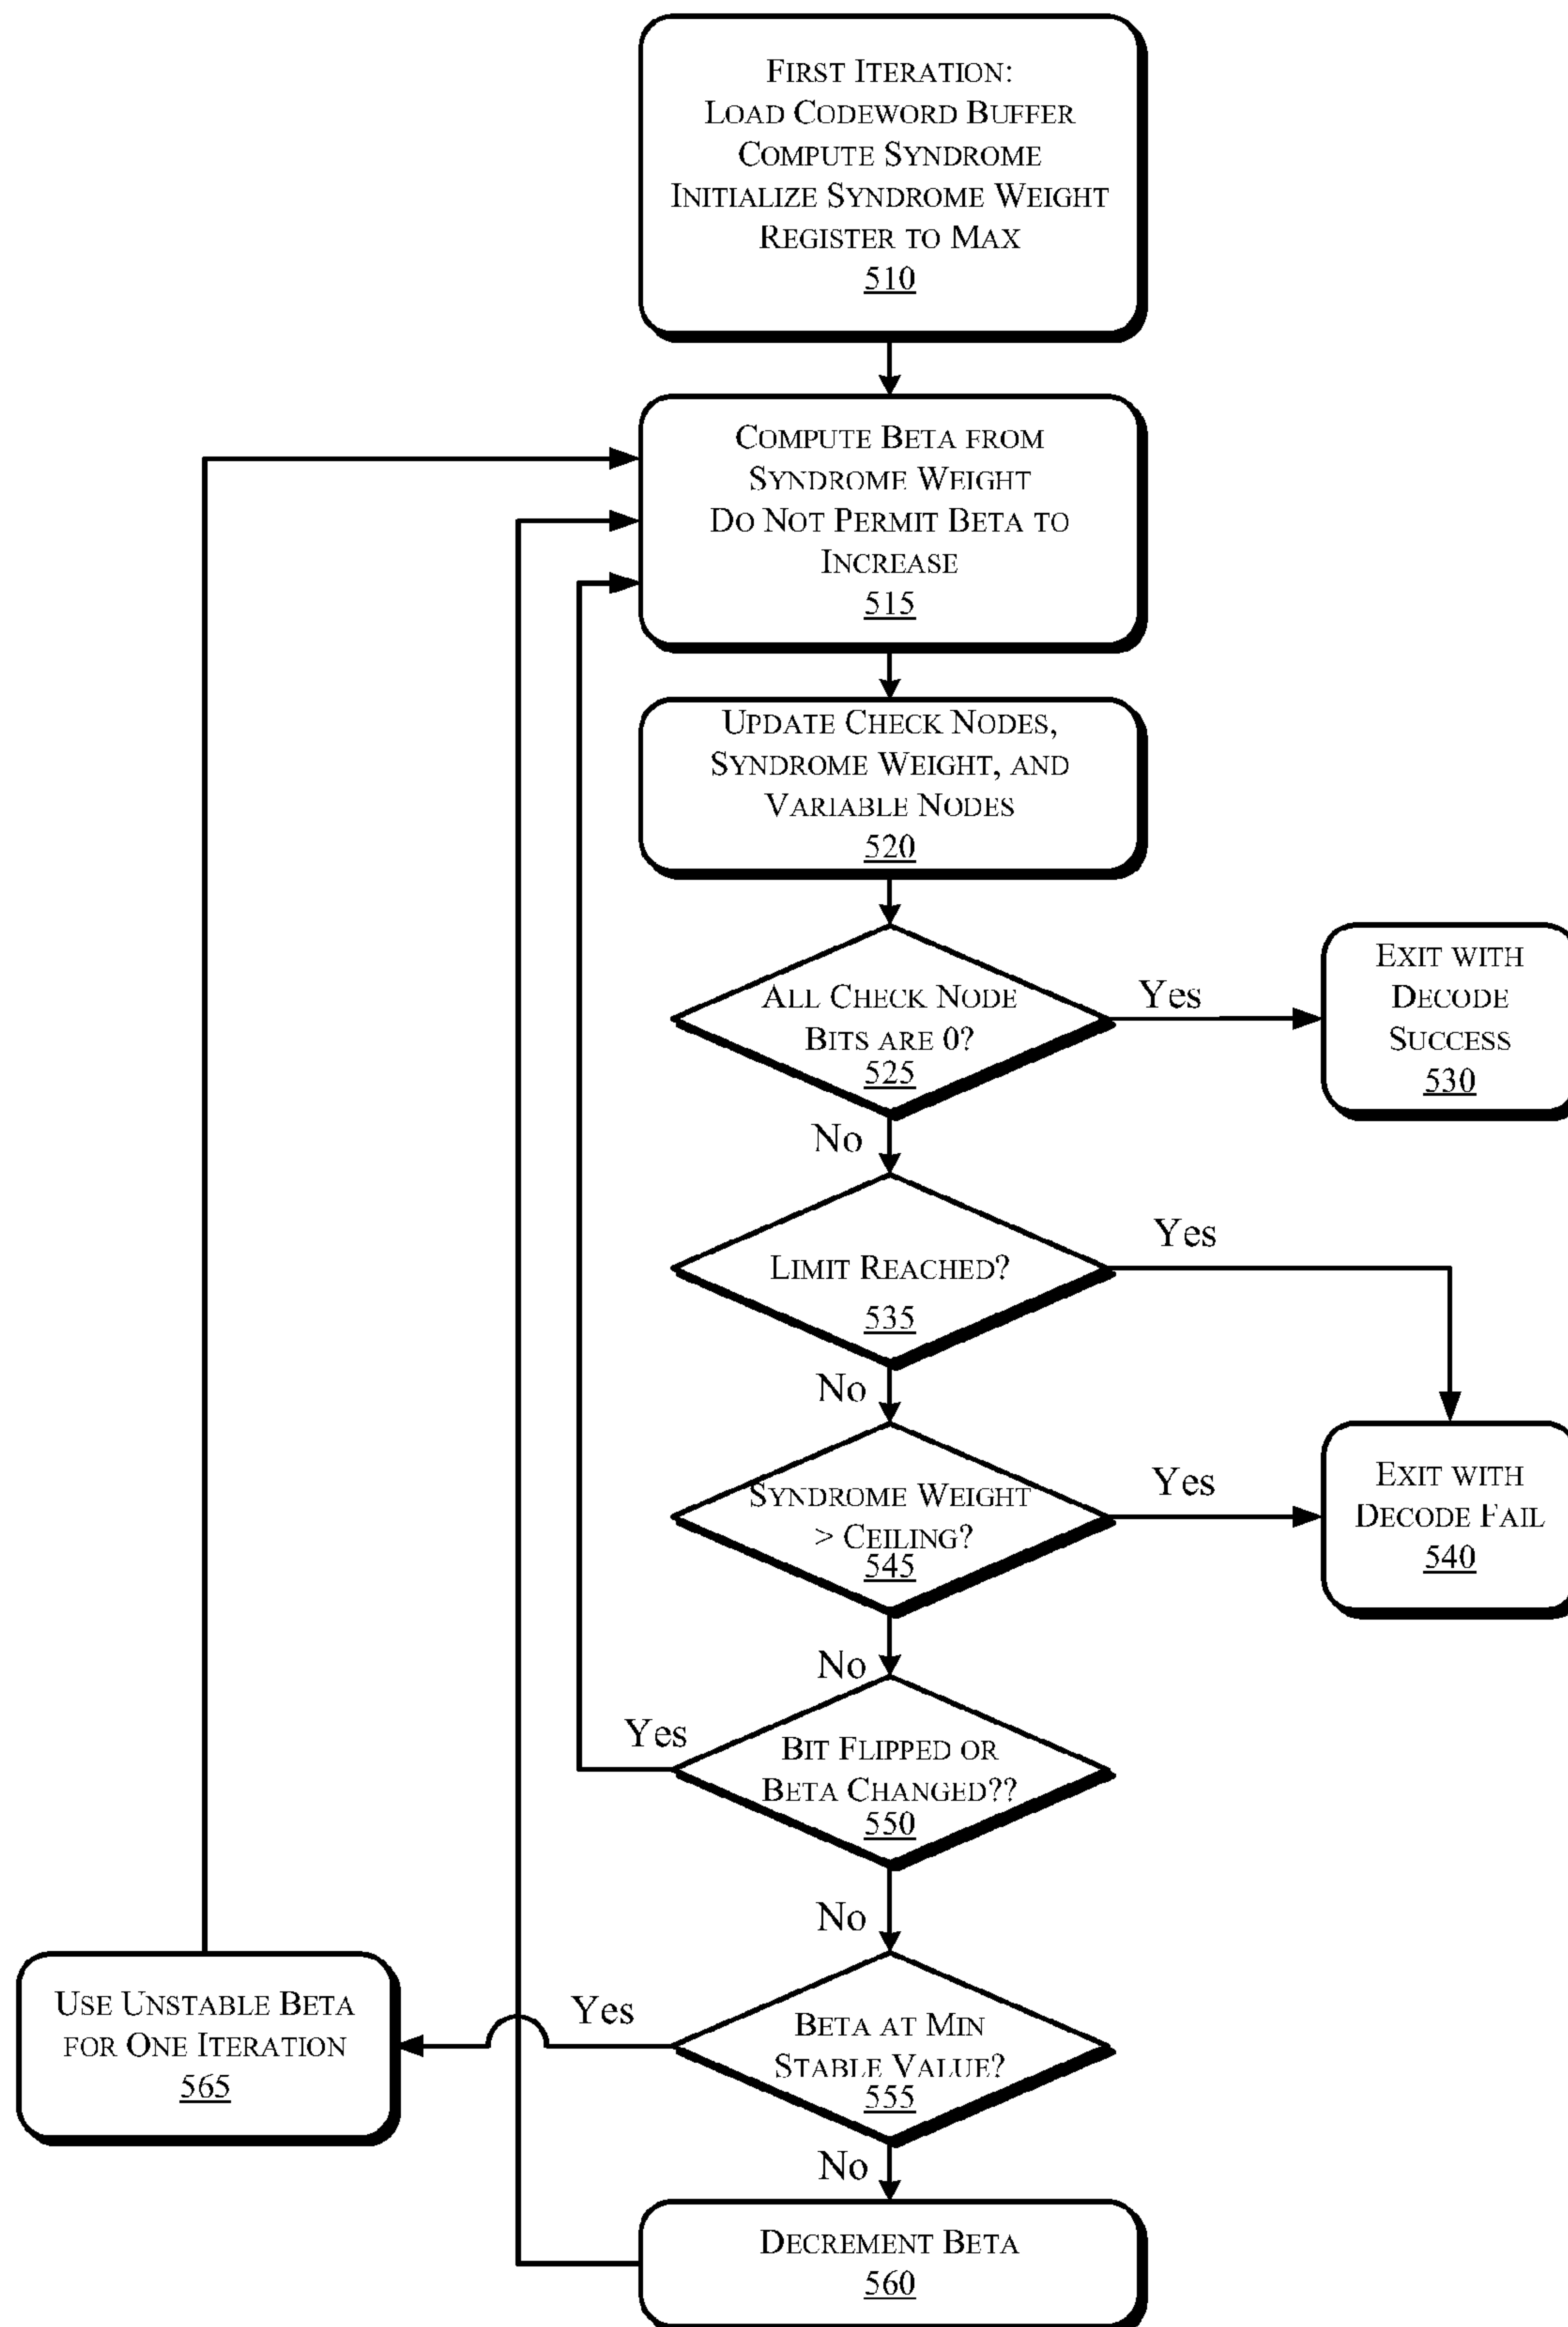 FIRST ITERATION:
LOAD CODEWORD BUFFER
COMPUTE SYNDROME
INITIALIZE SYNDROME WEIGHT
REGISTER TO MAX
510
COMPUTE BETA FROM
SYNDROME WEIGHT
DO NOT PERMIT BETA TO
INCREASE
515
UPDATE CHECK NODES,
SYNDROME WEIGHT, AND
VARIABLE NODES
520
ALL CHECK NODE
BITS ARE 0?
525
Yes
EXIT WITH
DECODE
SUCCESS
530
No
LIMIT REACHED?
535
Yes
No
SYNDROME WEIGHT
> CEILING?
545
Yes
EXIT WITH
DECODE FAIL
540
No
BIT FLIPPED OR
BETA CHANGED??
550
Yes
No
BETA AT MIN
STABLE VALUE?
555
Yes
USE UNSTABLE BETA
FOR ONE ITERATION
565
No
DECREMENT BETA
560